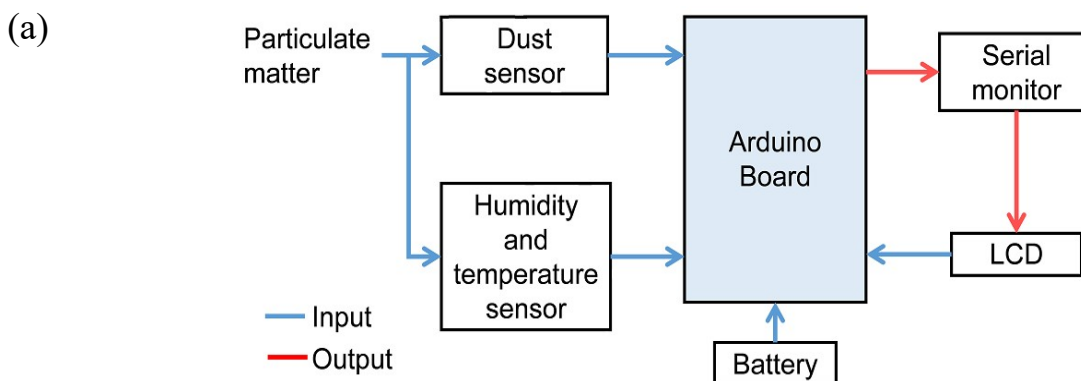 (a)
Particulate
matter
Dust
sensor
Humidity
and
temperature
sensor
Arduino
Board
Serial
monitor
LCD
Battery
Input
Output